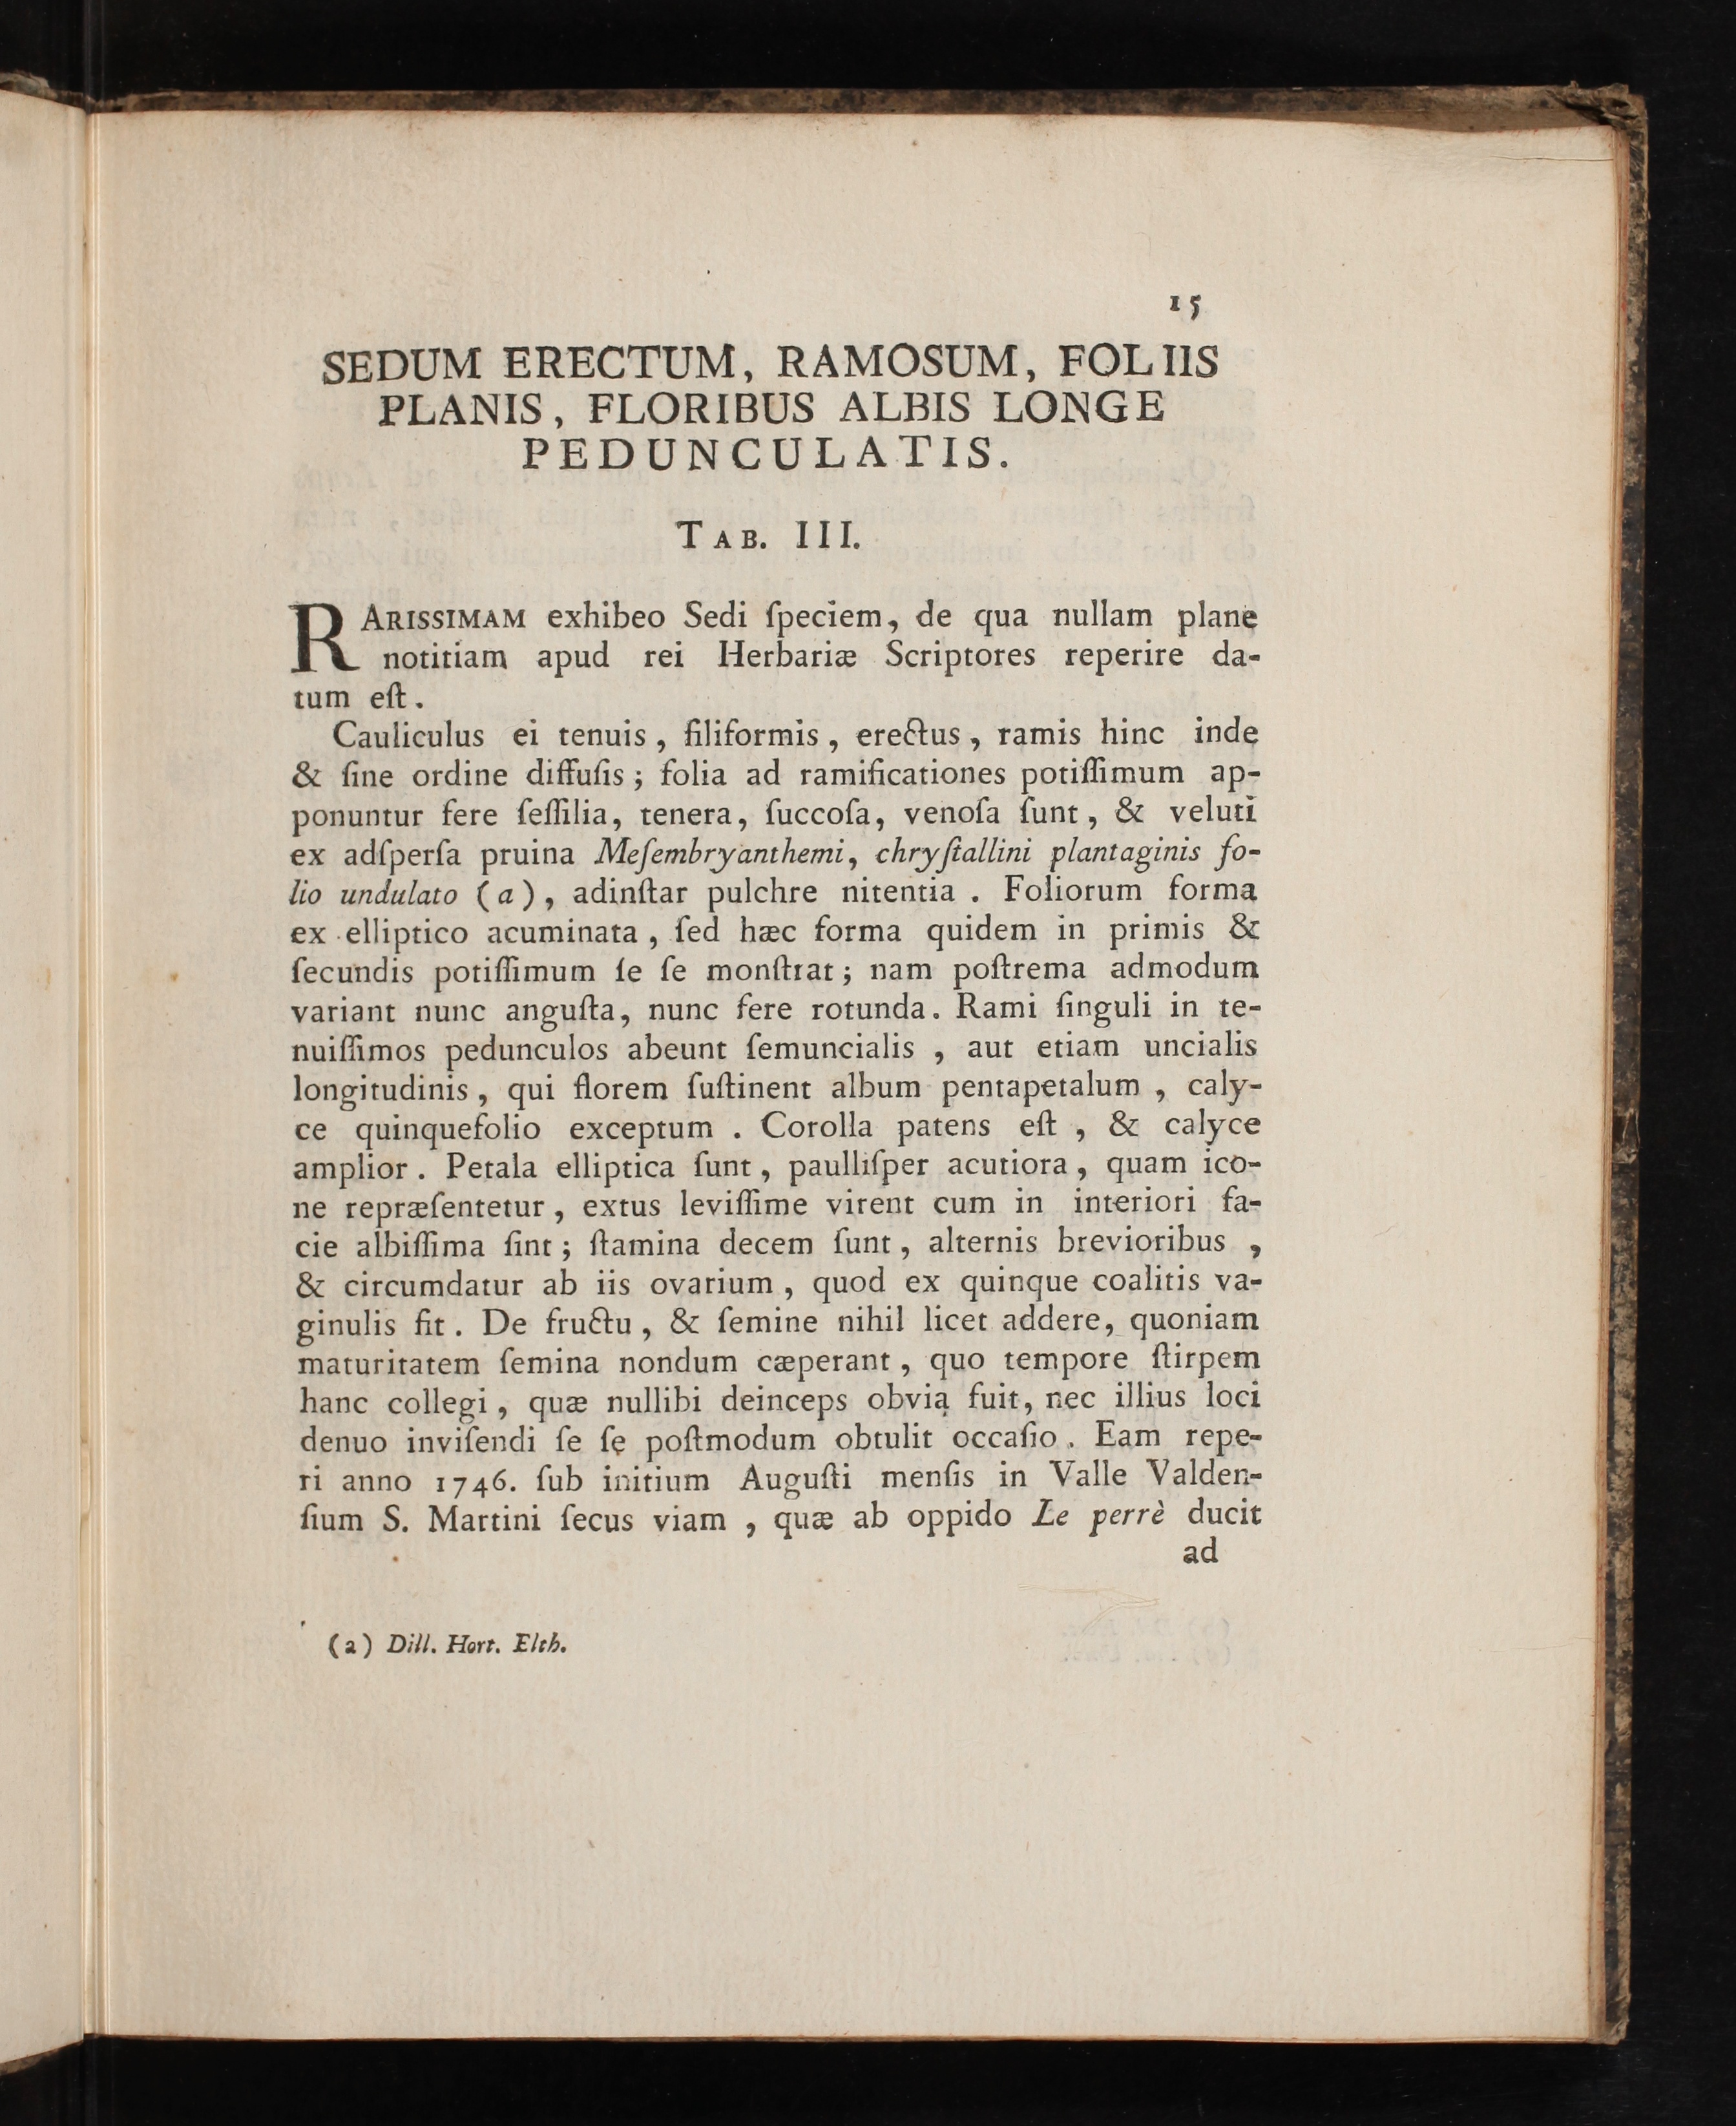 15
SEDUM ERECTUM, RAMOSUM, FOLIIS
PLANIS, FLORIBUS ALBIS LONGE
PEDUNCULATIS.
TAB. III.
RARISSIMAM exhibeo Sedi ſpeciem, de qua nullam plane
notitiam apud rei Herbariæ Scriptores reperire da-
tum eſt.
Cauliculus ei tenuis, filiformis, erectus, ramis hinc inde
& ſine ordine diffuſis; folia ad ramificationes potiſſimum ap-
ponuntur fere ſeſſilia, tenera, ſuccoſa, venoſa ſunt, & veluti
ex adſperſa pruina Meſembryanthemi, chryſtallini plantaginis fo-
lio undulato (a), adinſtar pulchre nitentia. Foliorum forma
ex elliptico acuminata, ſed hæc forma quidem in primis &
ſecundis potiſſimum ſe ſe monſtrat; nam poſtrema admodum
variant nunc anguſta, nunc fere rotunda. Rami ſinguli in te-
nuiſſimos pedunculos abeunt ſemuncialis, aut etiam uncialis
longitudinis, qui florem ſuſtinent album pentapetalum, caly-
ce quinquefolio exceptum. Corolla patens eſt, & calyce
amplior. Petala elliptica ſunt, paulliſper acutiora, quam ico-
ne repræſentetur, extus leviſſime virent cum in interiori fa-
cie albiſſima ſint; ſtamina decem ſunt, alternis brevioribus,
& circumdatur ab iis ovarium, quod ex quinque coalitis va-
ginulis fit. De fructu, & ſemine nihil licet addere, quoniam
maturitatem ſemina nondum cæperant, quo tempore ſtirpem
hanc collegi, quæ nullibi deinceps obvia fuit, nec illius loci
denuo inviſendi ſe ſe poſtmodum obtulit occaſio. Eam repe-
ri anno 1746. ſub initium Auguſti menſis in Valle Valden-
ſium S. Martini ſecus viam, quæ ab oppido Le perrè ducit
ad
(a) Dill. Hort. Elth.